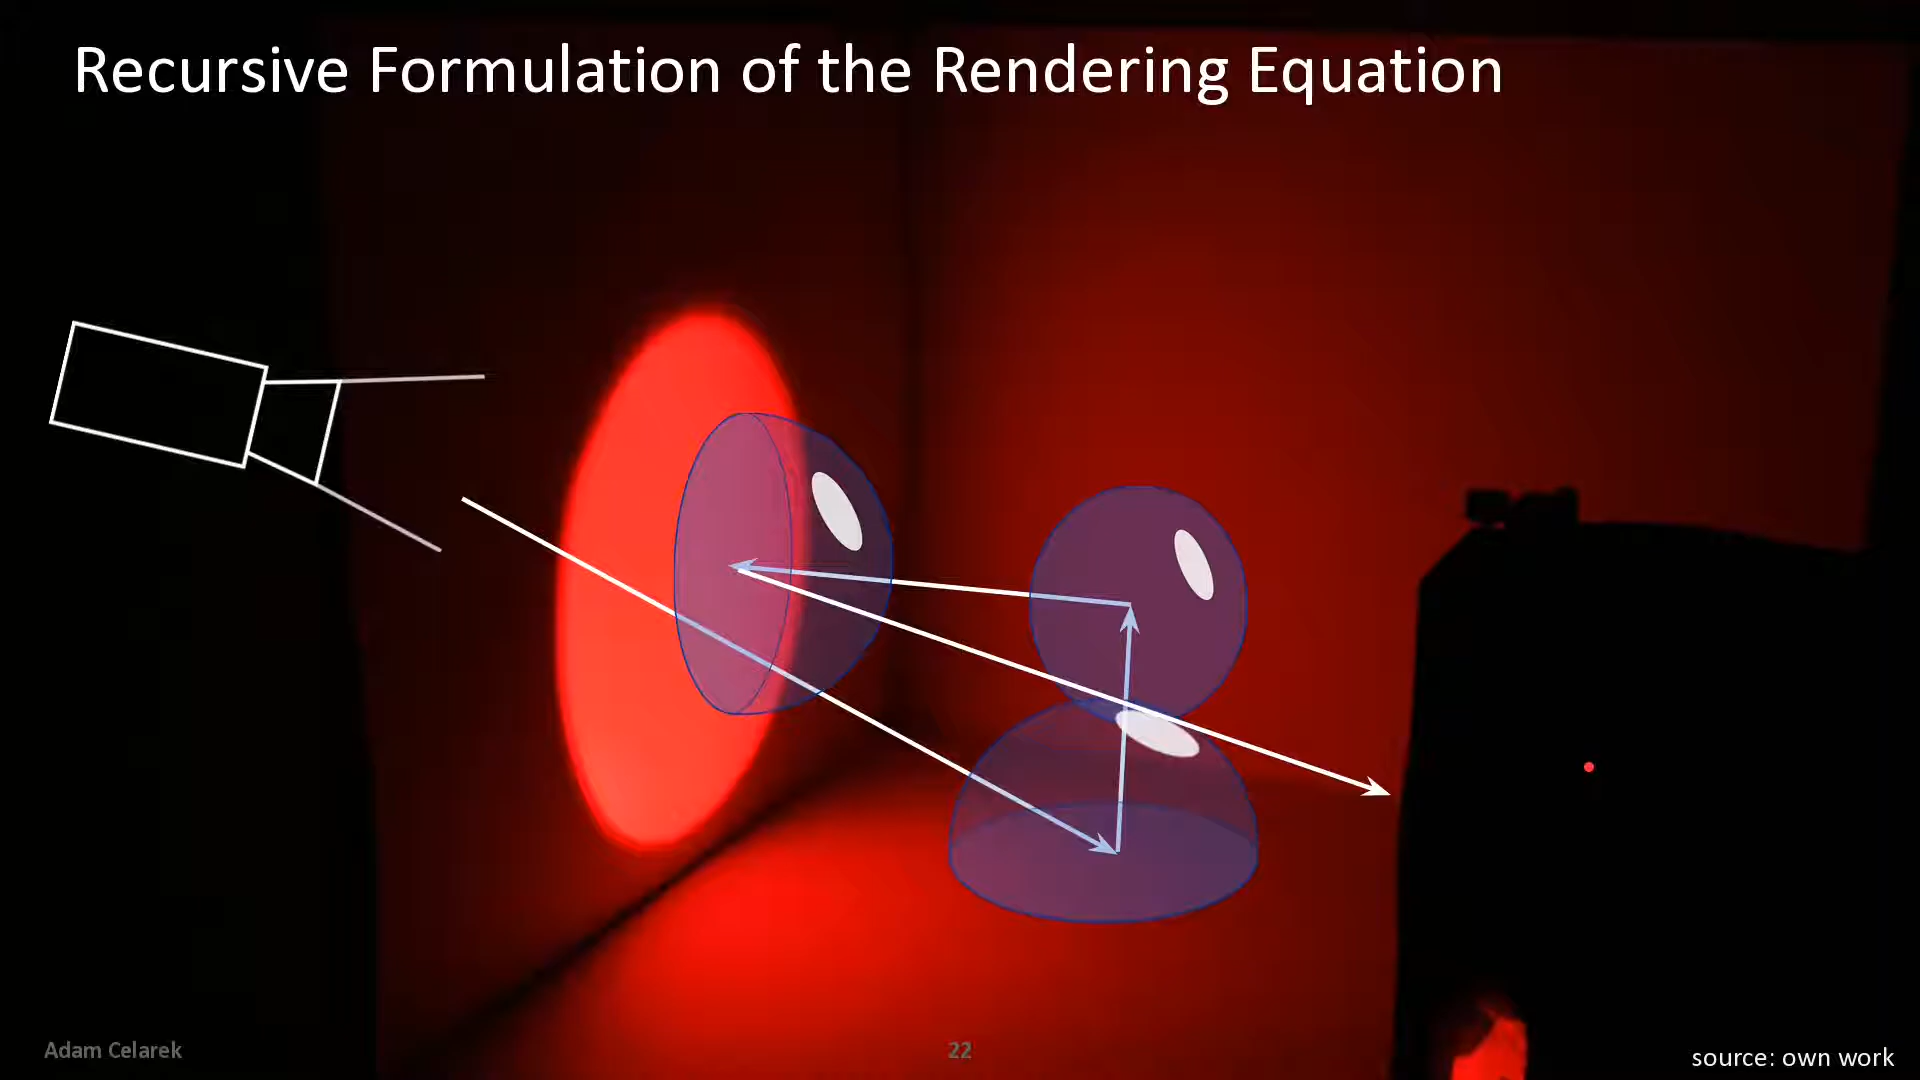 Recursive Formulation of the Rendering Equation
Adam Celarek
22
source: own work